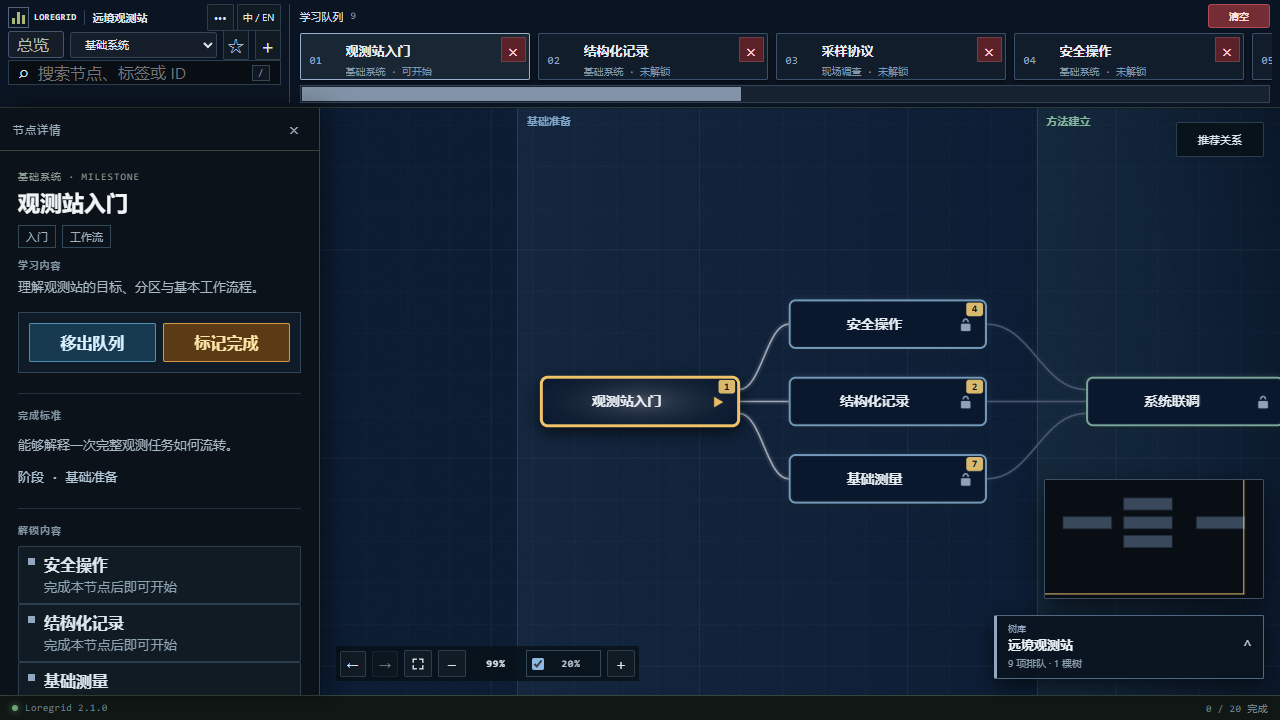 LOREGRID 远境观测站 ••• 中 / EN
总览 基础系统 ☆ +
⌕ 搜索节点、标签或 ID /
学习队列 9 清空
01 观测站入门 ×
基础系统 · 可开始
02 结构化记录 ×
基础系统 · 未解锁
03 采样协议 ×
现场调查 · 未解锁
04 安全操作 ×
基础系统 · 未解锁
05
节点详情 ×
基础系统 · MILESTONE
观测站入门
入门 工作流
学习内容
理解观测站的目标、分区与基本工作流程。
移出队列 标记完成
完成标准
能够解释一次完整观测任务如何流转。
阶段 · 基础准备
解锁内容
安全操作
完成本节点后即可开始
结构化记录
完成本节点后即可开始
基础测量
基础准备 方法建立
推荐关系
安全操作 4
观测站入门 1
结构化记录 2
系统联调
基础测量 7
← → − 99% 20% +
树库
远境观测站
9 项排队 · 1 棵树
Loregrid 2.1.0 0 / 20 完成